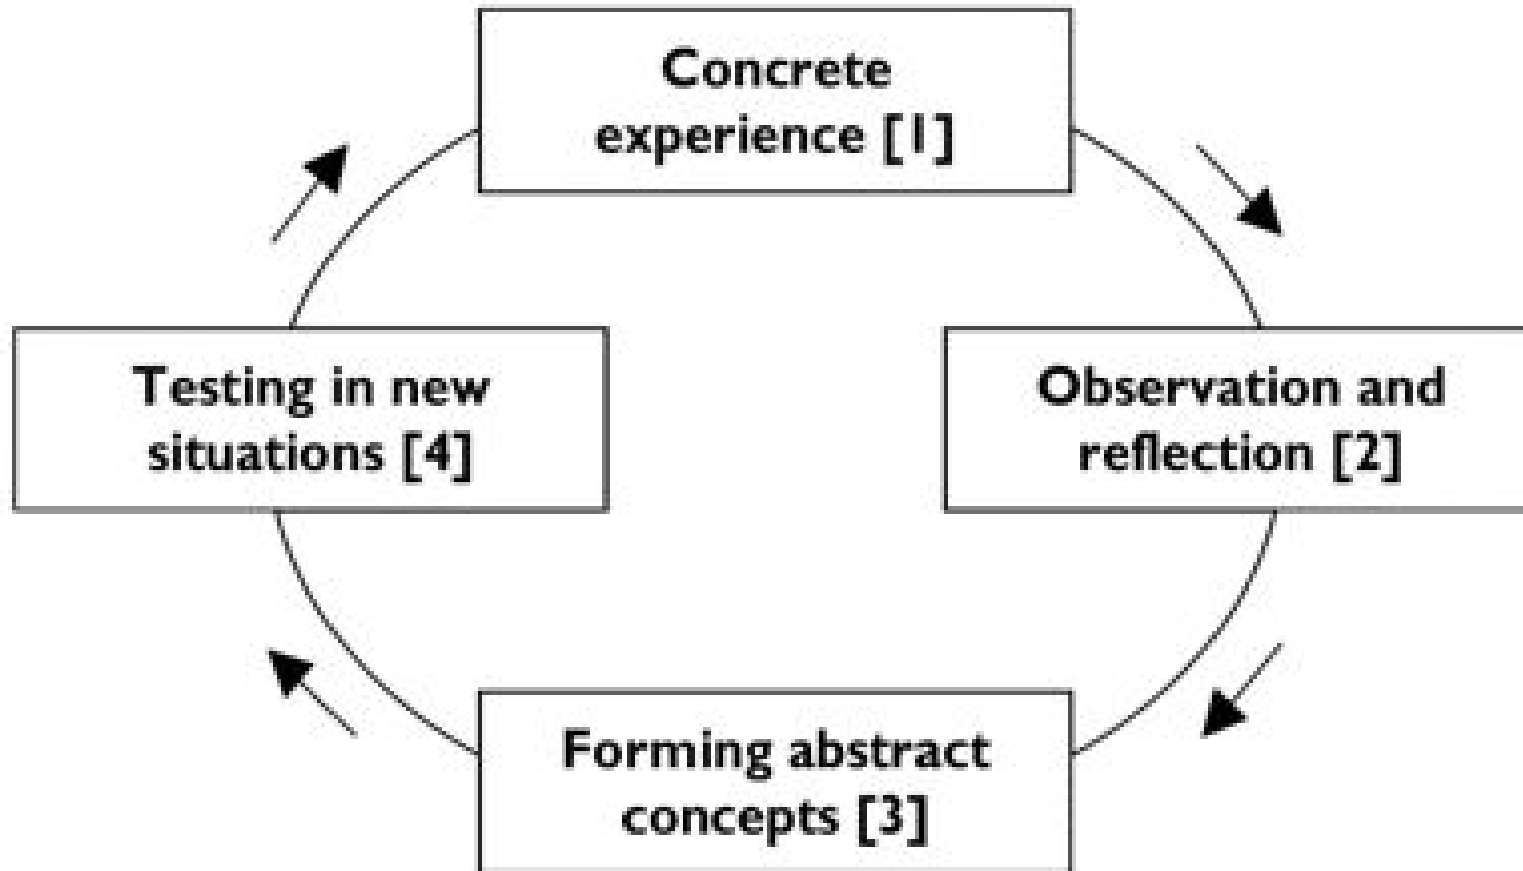 Concrete
experience [1]
Testing in new
situations [4]
Observation and
reflection [2]
Forming abstract
concepts [3]